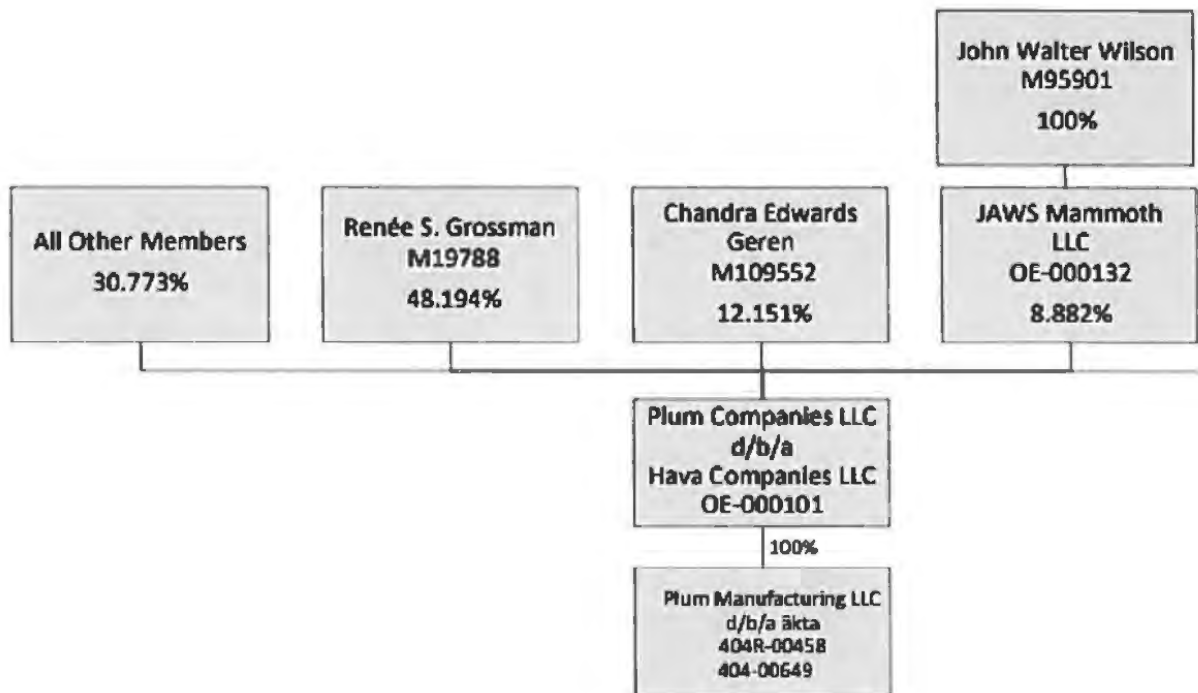 John Walter Wilson
M95901
100%
All Other Members
30.773%
Renée S. Grossman
M19788
48.194%
Chandra Edwards
Geren
M109552
12.151%
JAWS Mammoth
LLC
OE-000132
8.882%
Plum Companies LLC
d/b/a
Hava Companies LLC
OE-000101
100%
Plum Manufacturing LLC
d/b/a äkta
404R-00458
404-00649